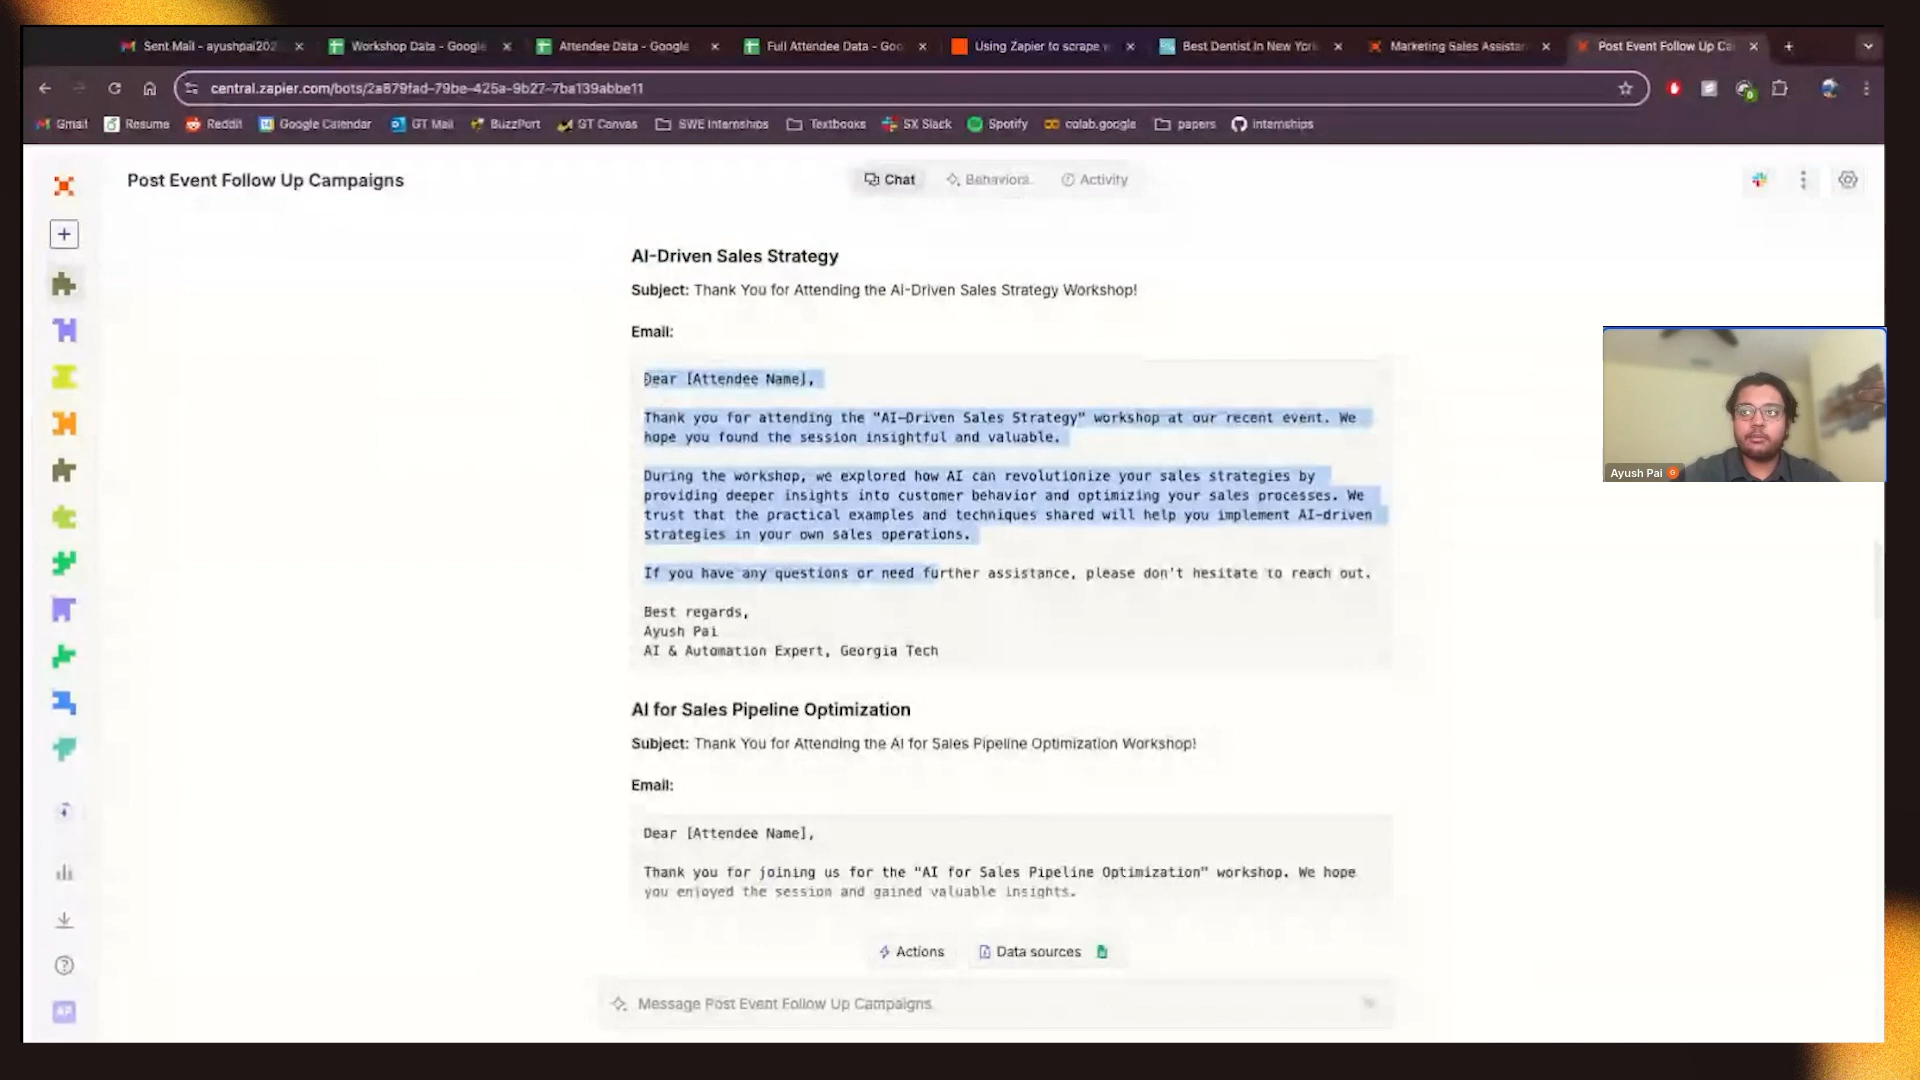 Sent Mail - ayushpai202
Workshop Data - Google
Attendee Data - Google
Full Attendee Data - Goo
Using Zapier to scrape w
Best Dentist In New York
Marketing Sales Assistan
Post Event Follow Up Ca
central.zapier.com/bots/2a879fad-79be-425a-9b27-7ba139abbe11
Gmail Resume Reddit Google Calendar GT Mail BuzzPort GT Canvas SWE Internships Textbooks SX Slack Spotify colab.google papers Internships
Post Event Follow Up Campaigns
Chat Behaviors Activity
AI-Driven Sales Strategy
Subject: Thank You for Attending the AI-Driven Sales Strategy Workshop!
Email:
Dear [Attendee Name],
Thank you for attending the "AI-Driven Sales Strategy" workshop at our recent event. We
hope you found the session insightful and valuable.
During the workshop, we explored how AI can revolutionize your sales strategies by
providing deeper insights into customer behavior and optimizing your sales processes. We
trust that the practical examples and techniques shared will help you implement AI-driven
strategies in your own sales operations.
If you have any questions or need further assistance, please don't hesitate to reach out.
Best regards,
Ayush Pai
AI & Automation Expert, Georgia Tech
Ayush Pai
AI for Sales Pipeline Optimization
Subject: Thank You for Attending the AI for Sales Pipeline Optimization Workshop!
Email:
Dear [Attendee Name],
Thank you for joining us for the "AI for Sales Pipeline Optimization" workshop. We hope
you enjoyed the session and gained valuable insights.
Actions Data sources
Message Post Event Follow Up Campaigns
AP